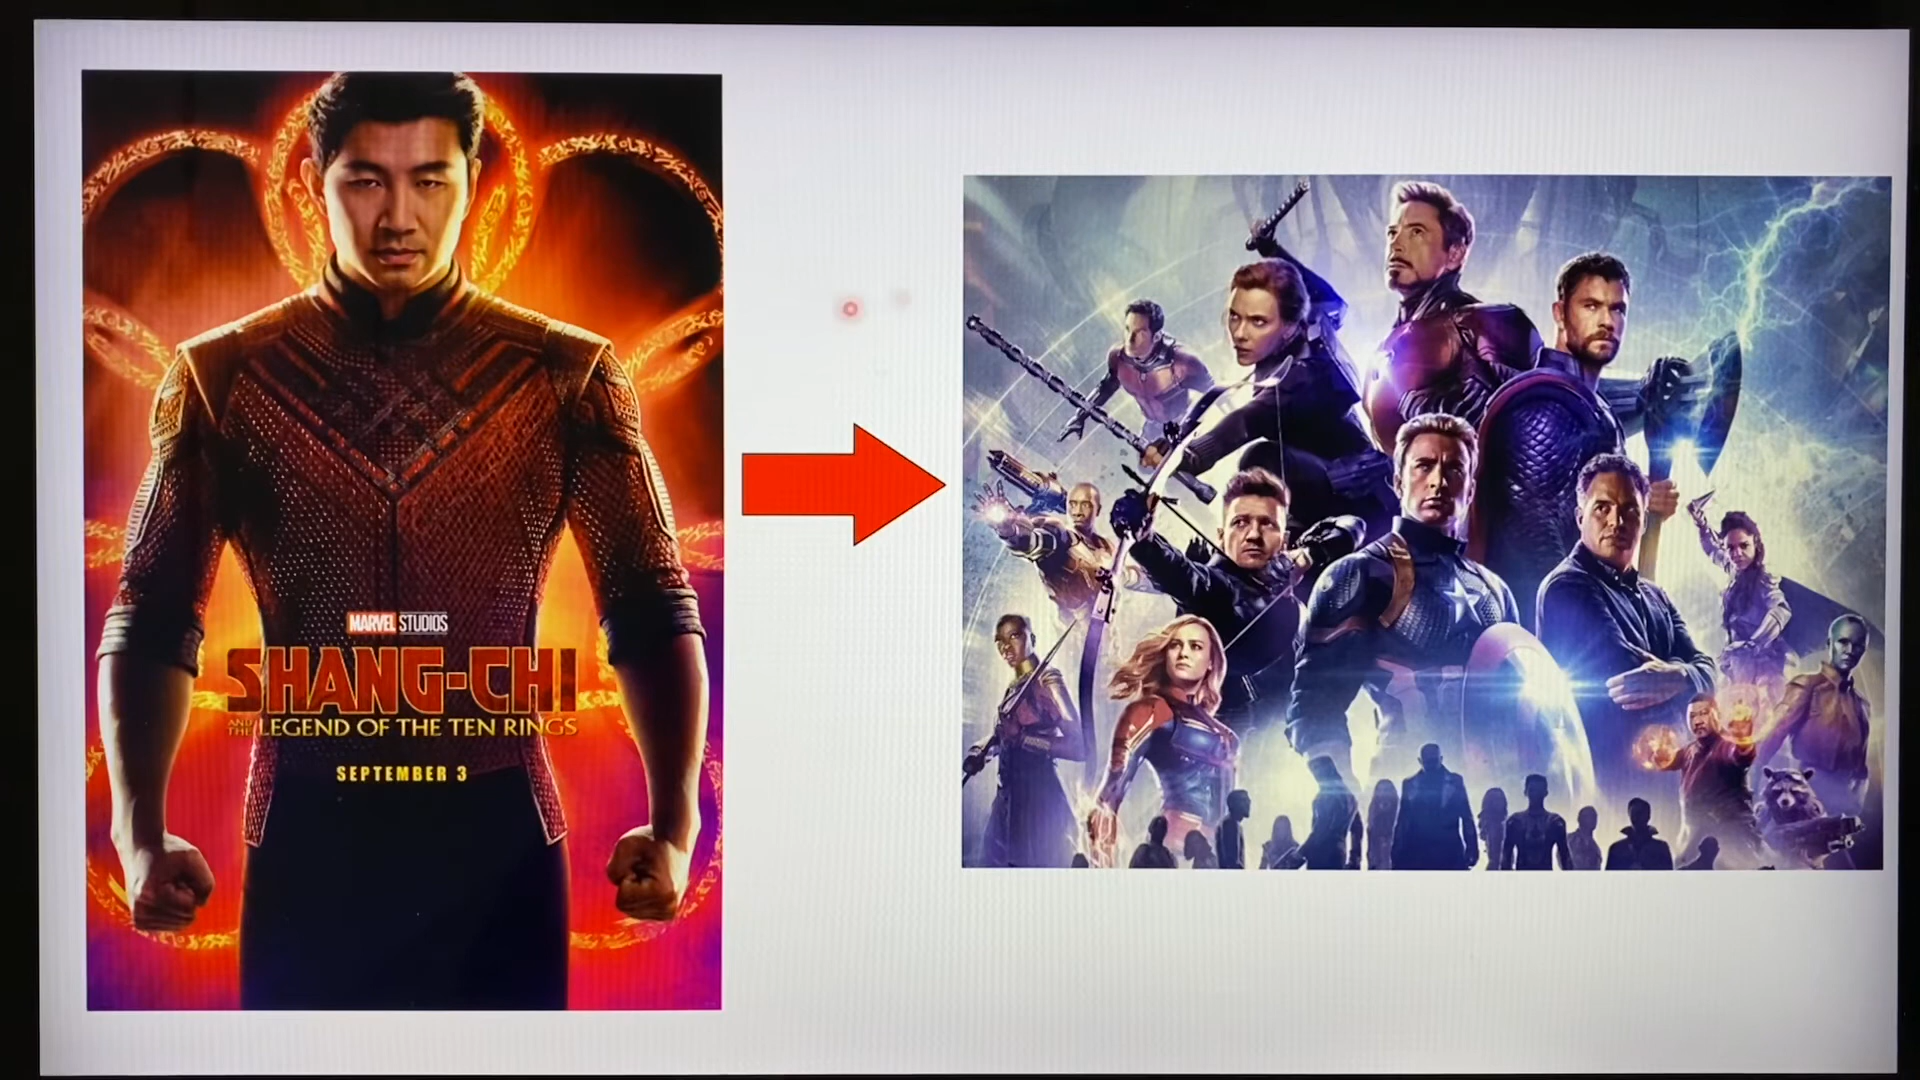 MARVEL STUDIOS
SHANG-CHI
AND THE LEGEND OF THE TEN RINGS
SEPTEMBER 3